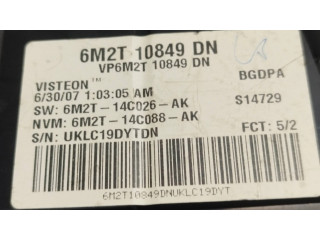 6M2T 10849 DN
VP6M2T 10849 DN
VISTEON™ BGDPA
6/30/07 1:03:05 AM
SW: 6M2T-14C026-AK S14729
NVM: 6M2T-14C088-AK
S/N: UKLC19DYTDN FCT: 5/2
6M2T10849DNUKLC19DYT